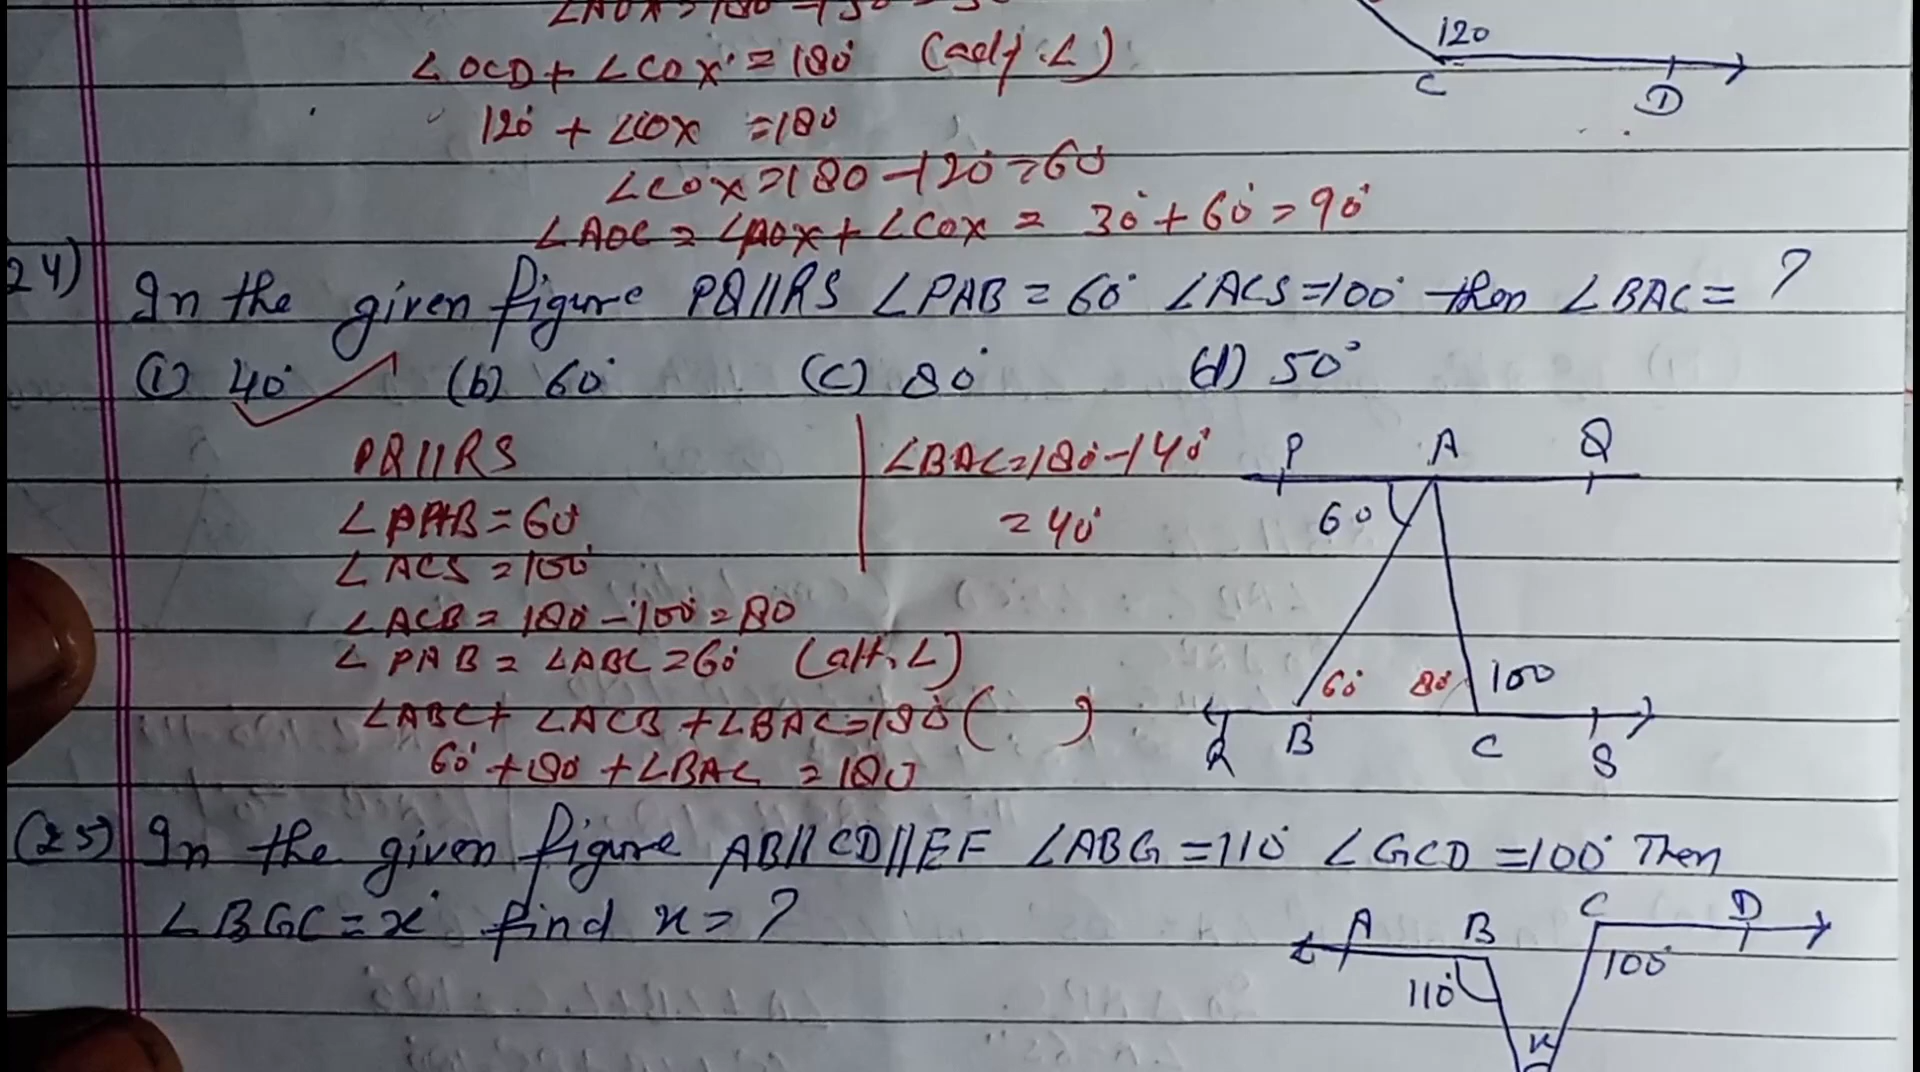 ∠AOX = 180 - 150 = 30
∠OCD + ∠COX = 180° (adj. ∠)
120° + ∠COX = 180
∠COX = 180 - 120 = 60
∠AOC = ∠AOX + ∠COX = 30° + 60° = 90°
24) In the given figure PQ||RS ∠PAB = 60° ∠ACS = 100° then ∠BAC = ?
(a) 40° (b) 60° (c) 80° (d) 50°
PQ||RS
∠PAB = 60
∠ACS = 100°
∠ACB = 180° - 100° = 80
∠PAB = ∠ABC = 60° (alt. ∠)
∠ABC + ∠ACB + ∠BAC = 180° ( )
60° + 80° + ∠BAC = 180
∠BAC = 180° - 140°
= 40°
(25) In the given figure AB||CD||EF ∠ABG = 110° ∠GCD = 100° Then
∠BGC = x° find x = ?
120
C D
P A Q
60
60° 80° 100
R B C S
A B C D
110° 100°
x